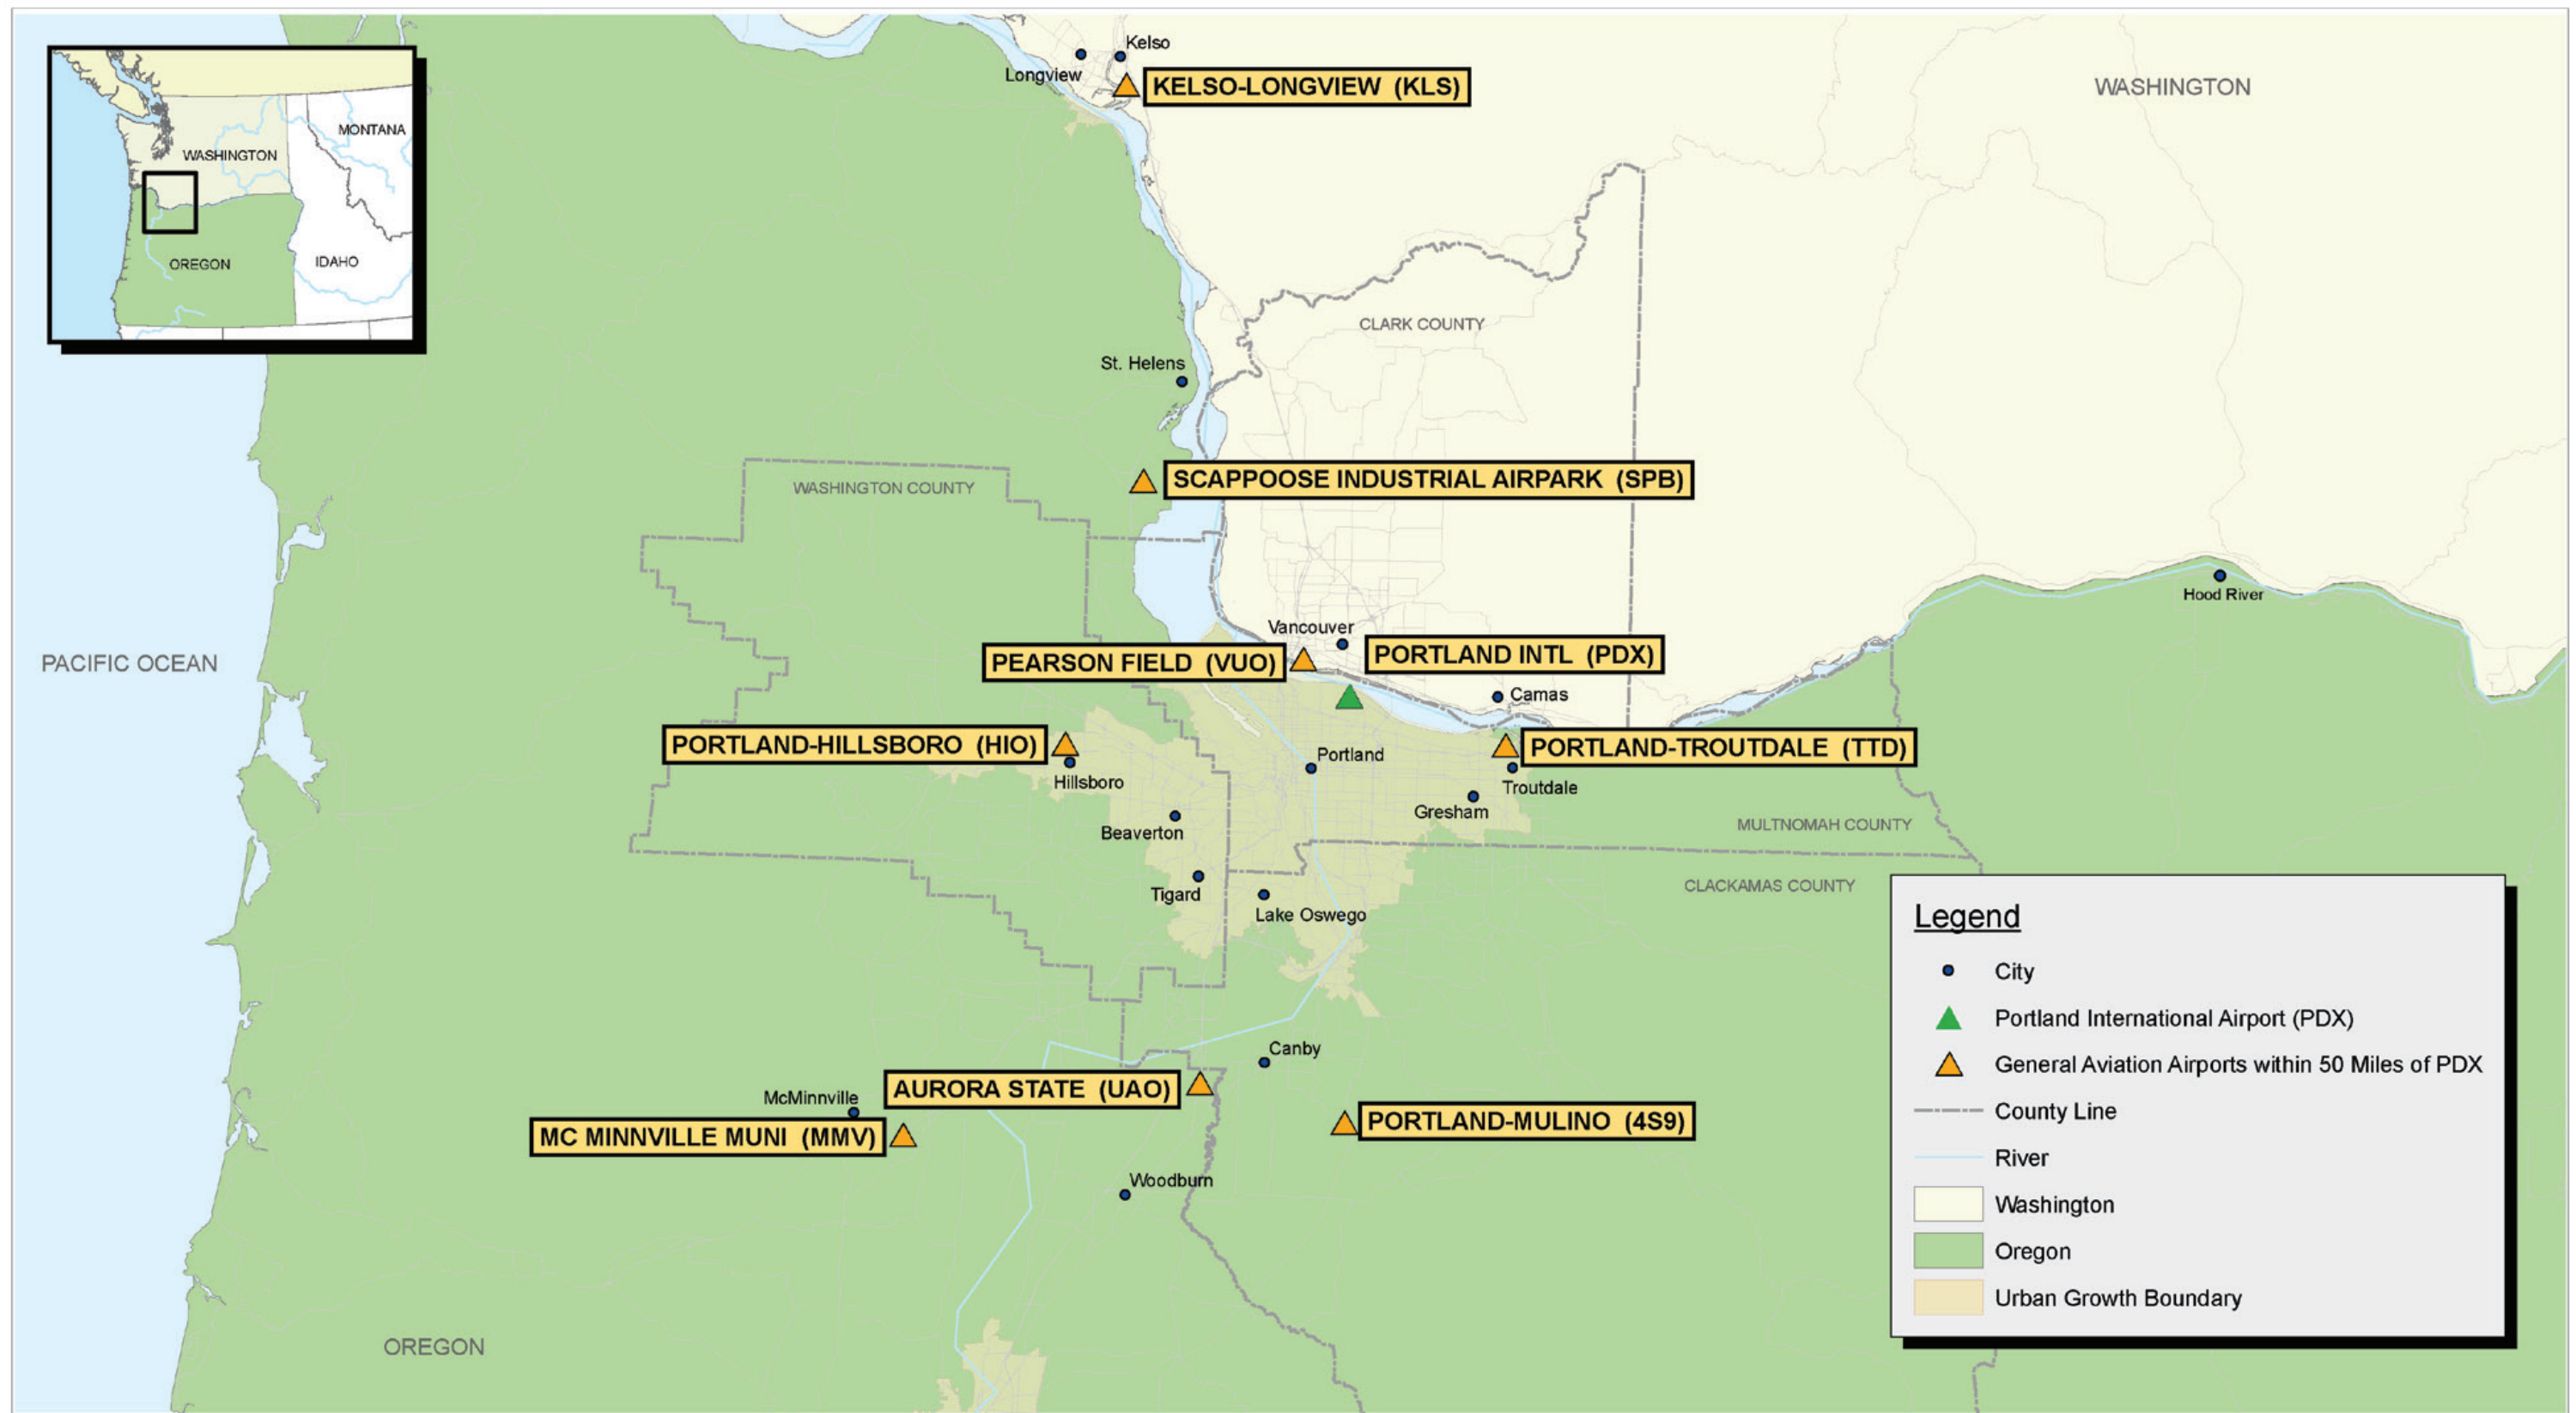 Kelso
Longview
KELSO-LONGVIEW (KLS)
WASHINGTON
MONTANA
WASHINGTON
OREGON
IDAHO
CLARK COUNTY
St. Helens
SCAPPOOSE INDUSTRIAL AIRPARK (SPB)
WASHINGTON COUNTY
Hood River
Vancouver
PEARSON FIELD (VUO)
PORTLAND INTL (PDX)
PACIFIC OCEAN
Camas
PORTLAND-HILLSBORO (HIO)
PORTLAND-TROUTDALE (TTD)
Portland
Hillsboro
Troutdale
Gresham
Beaverton
MULTNOMAH COUNTY
CLACKAMAS COUNTY
Tigard
Lake Oswego
Canby
AURORA STATE (UAO)
McMinnville
MC MINNVILLE MUNI (MMV)
PORTLAND-MULINO (4S9)
Woodburn
OREGON
Legend
City
Portland International Airport (PDX)
General Aviation Airports within 50 Miles of PDX
County Line
River
Washington
Oregon
Urban Growth Boundary